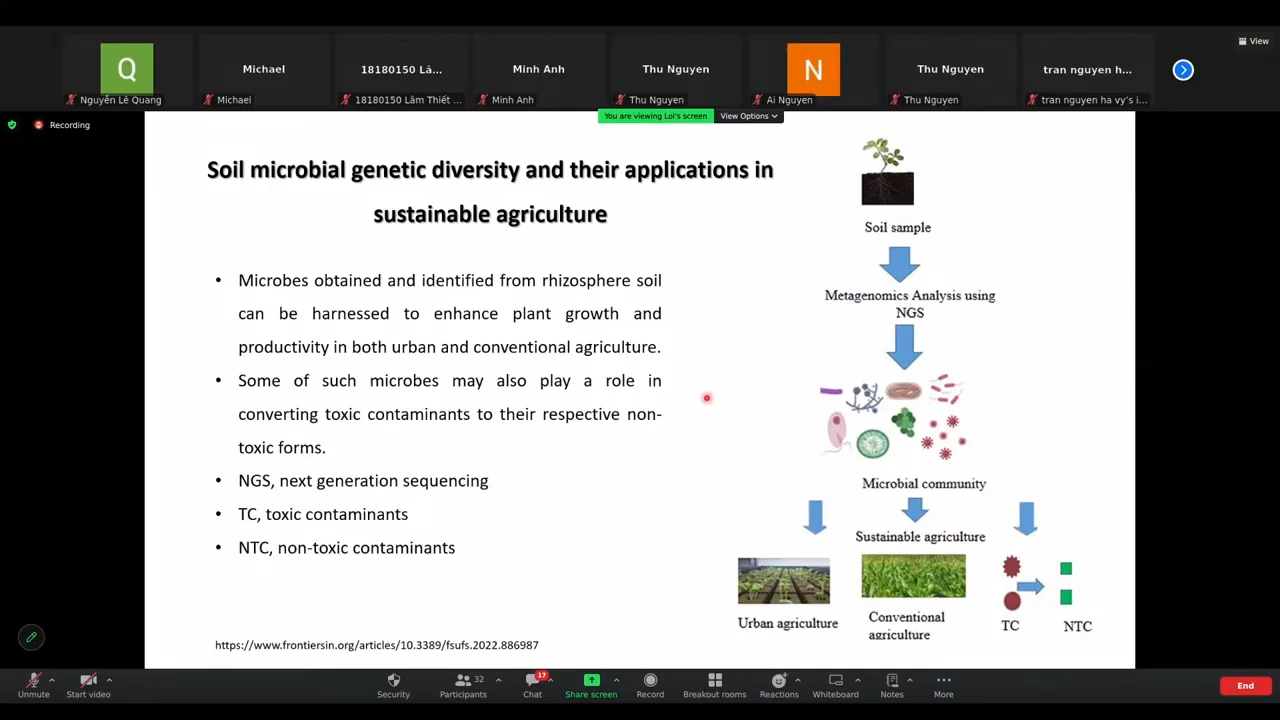 View
Q
Michael
18180150 Lâ...
Minh Anh
Thu Nguyen
N
Thu Nguyen
tran nguyen h...
Nguyễn Lê Quang
Michael
18180150 Lâm Thiết ...
Minh Anh
Thu Nguyen
Ai Nguyen
Thu Nguyen
tran nguyen ha vy's i...
You are viewing Loi's screen
View Options
Recording
Soil microbial genetic diversity and their applications in
sustainable agriculture
• Microbes obtained and identified from rhizosphere soil
can be harnessed to enhance plant growth and
productivity in both urban and conventional agriculture.
• Some of such microbes may also play a role in
converting toxic contaminants to their respective non-
toxic forms.
• NGS, next generation sequencing
• TC, toxic contaminants
• NTC, non-toxic contaminants
https://www.frontiersin.org/articles/10.3389/fsufs.2022.886987
Soil sample
Metagenomics Analysis using
NGS
Microbial community
Sustainable agriculture
Urban agriculture
Conventional
agriculture
TC
NTC
Unmute
Start video
Security
Participants
32
Chat
17
Share screen
Record
Breakout rooms
Reactions
Whiteboard
Notes
More
End